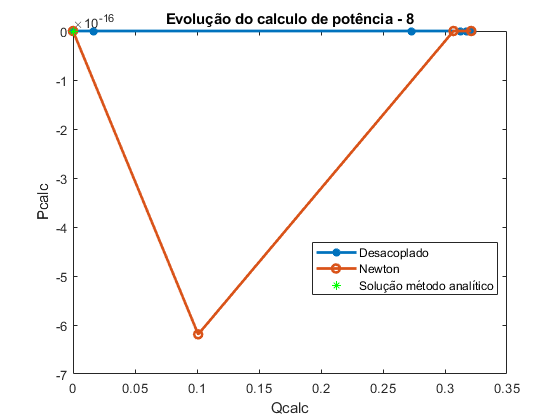 ×10^-16
Evolução do calculo de potência - 8
0
-1
-2
-3
-4
-5
-6
-7
Pcalc
Desacoplado
Newton
Solução método analítico
0
0.05
0.1
0.15
0.2
0.25
0.3
0.35
Qcalc